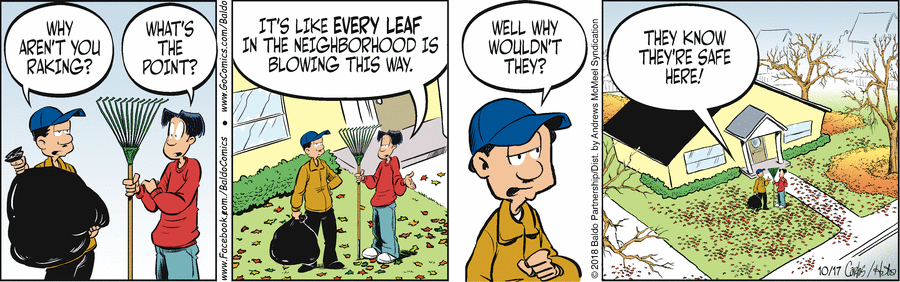 WHY
AREN'T YOU
RAKING?
WHAT'S
THE
POINT?
www.Facebook.com/BaldoComics • www.GoComics.com/Baldo
IT'S LIKE EVERY LEAF
IN THE NEIGHBORHOOD IS
BLOWING THIS WAY.
WELL WHY
WOULDN'T
THEY?
©2018 Baldo Partnership/Dist. by Andrews McMeel Syndication
THEY KNOW
THEY'RE SAFE
HERE!
10/17